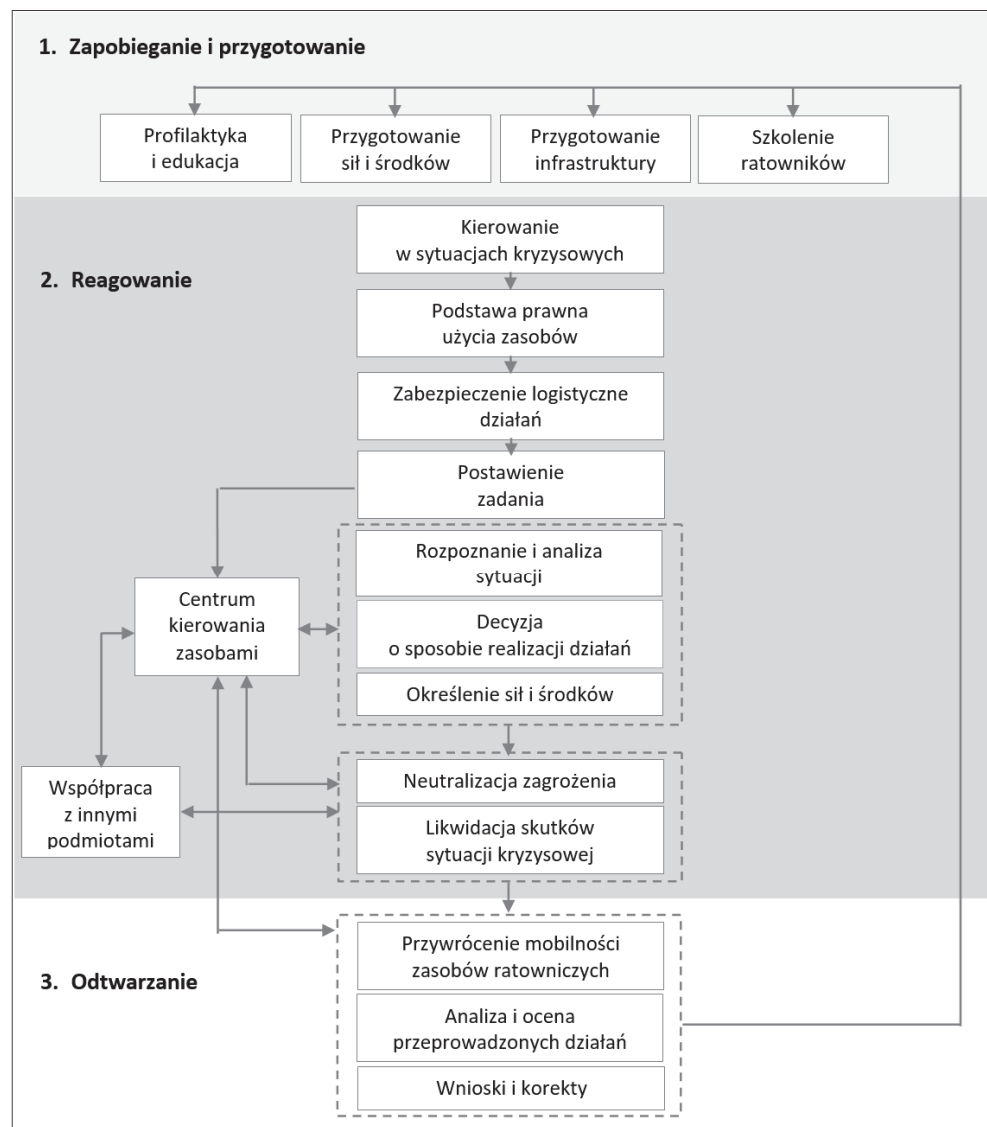 1. Zapobieganie i przygotowanie
Profilaktyka
i edukacja
Przygotowanie
sił i środków
Przygotowanie
infrastruktury
Szkolenie
ratowników
Kierowanie
w sytuacjach kryzysowych
2. Reagowanie
Podstawa prawna
użycia zasobów
Zabezpieczenie logistyczne
działań
Postawienie
zadania
Rozpoznanie i analiza
sytuacji
Centrum
kierowania
zasobami
Decyzja
o sposobie realizacji działań
Określenie sił i środków
Współpraca
z innymi
podmiotami
Neutralizacja zagrożenia
Likwidacja skutków
sytuacji kryzysowej
3. Odtwarzanie
Przywrócenie mobilności
zasobów ratowniczych
Analiza i ocena
przeprowadzonych działań
Wnioski i korekty